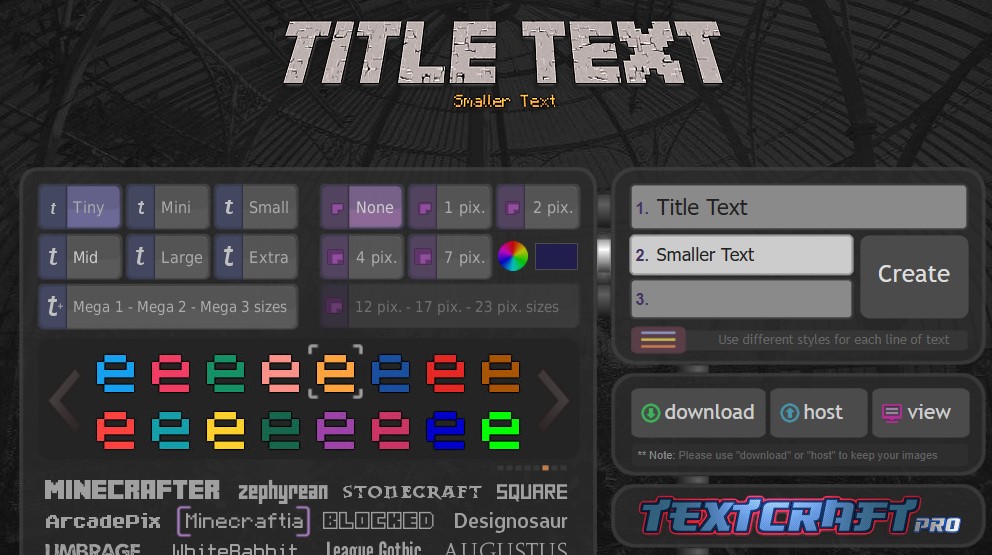 TITLE TEXT
Smaller Text
t Tiny t Mini t Small
None 1 pix. 2 pix.
t Mid t Large t Extra
4 pix. 7 pix.
t+ Mega 1 - Mega 2 - Mega 3 sizes
12 pix. - 17 pix. - 23 pix. sizes
e e e e e e e e
e e e e e e e e
MINECRAFTER zephyrean STONECRAFT SQUARE
ArcadePix Minecraftia BLOCKED Designosaur
UMBRAGE WhiteRabbit League Gothic AUGUSTUS
1. Title Text
2. Smaller Text
3.
Create
Use different styles for each line of text
download host view
** Note: Please use "download" or "host" to keep your images
TEXTCRAFT PRO